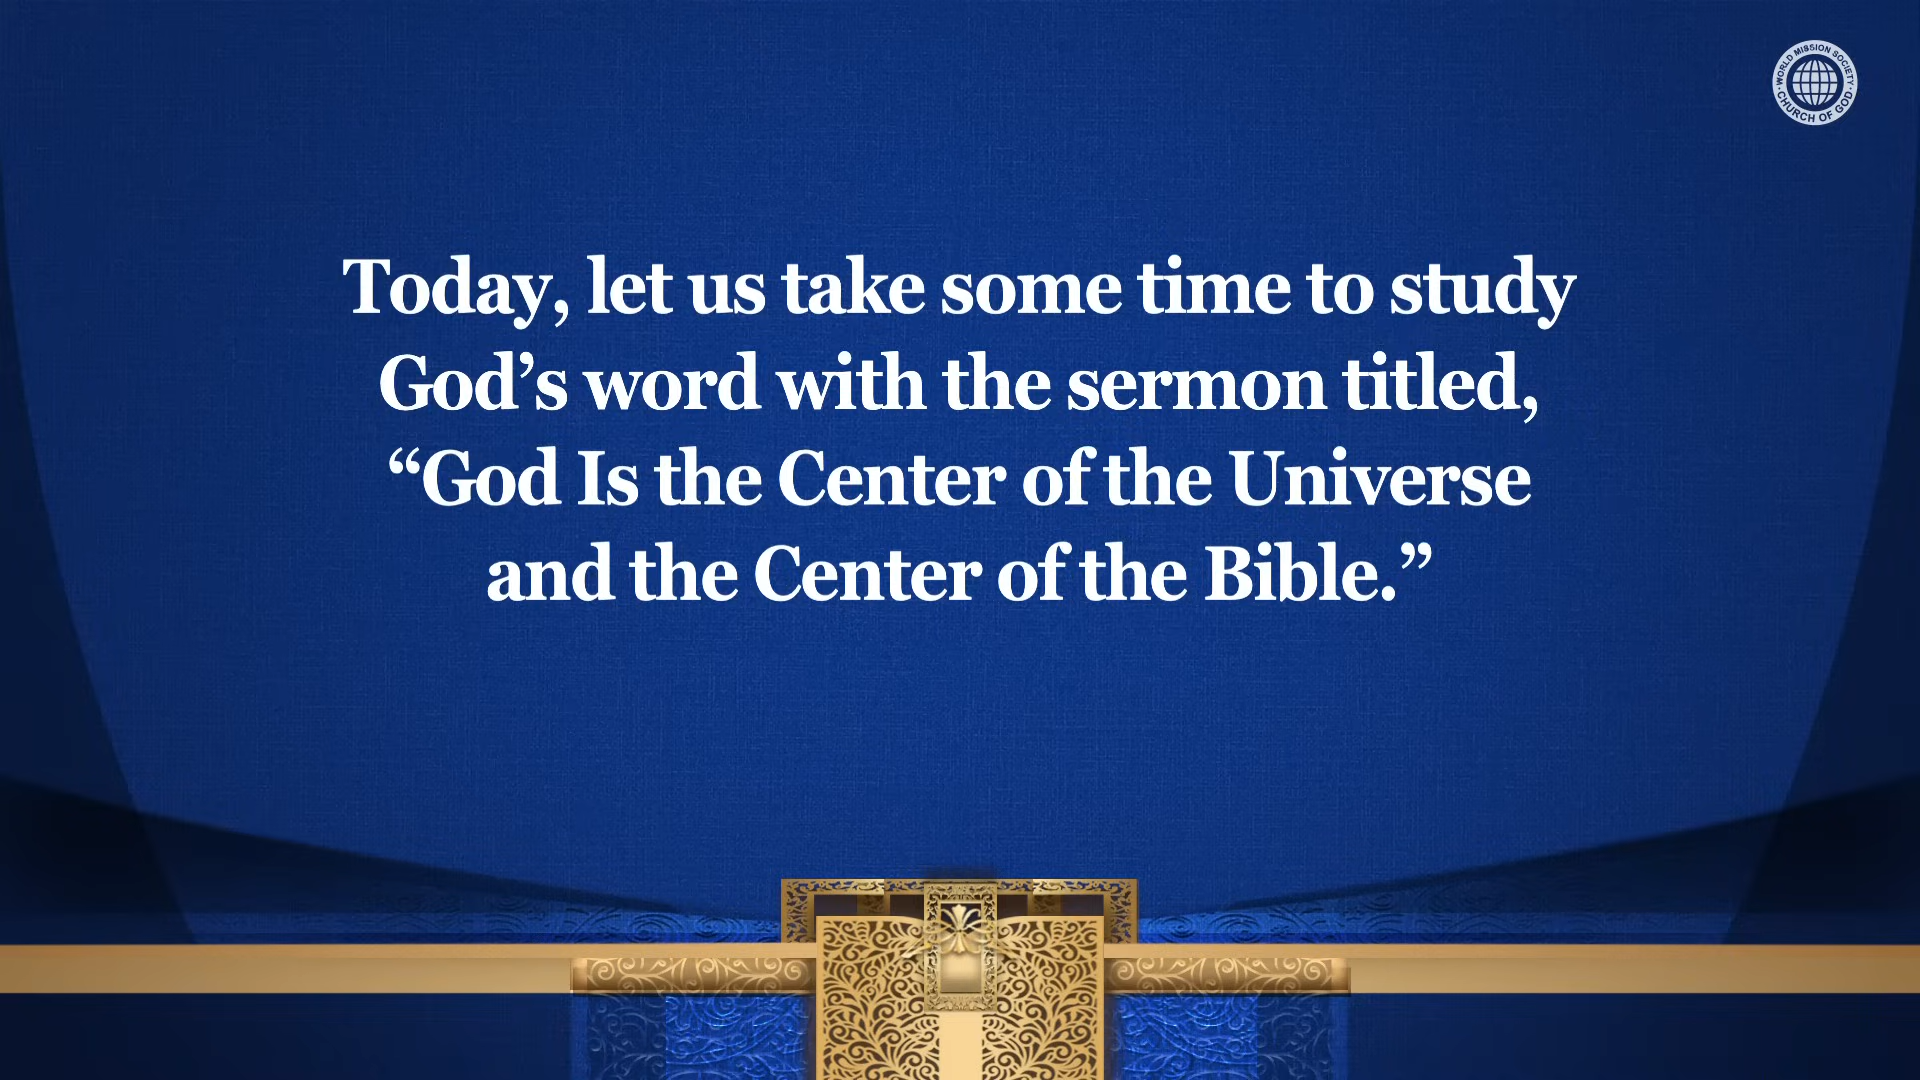 WORLD MISSION SOCIETY
CHURCH OF GOD
Today, let us take some time to study
God’s word with the sermon titled,
“God Is the Center of the Universe
and the Center of the Bible.”